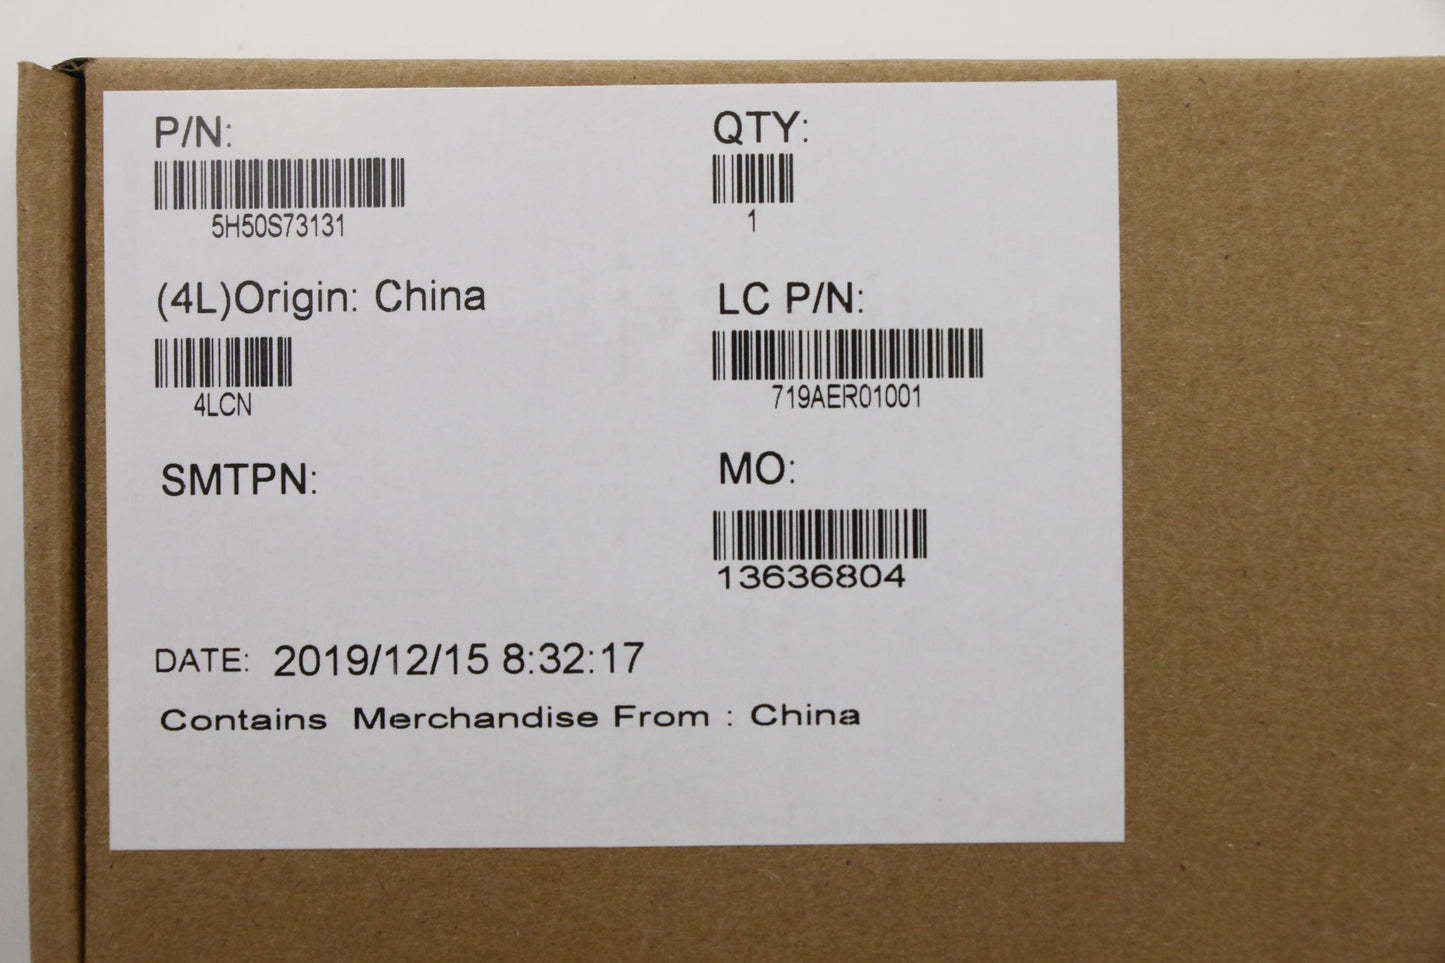 P/N:
5H50S73131
QTY:
1
(4L)Origin: China
4LCN
LC P/N:
719AER01001
SMTPN:
MO:
13636804
DATE: 2019/12/15 8:32:17
Contains Merchandise From : China